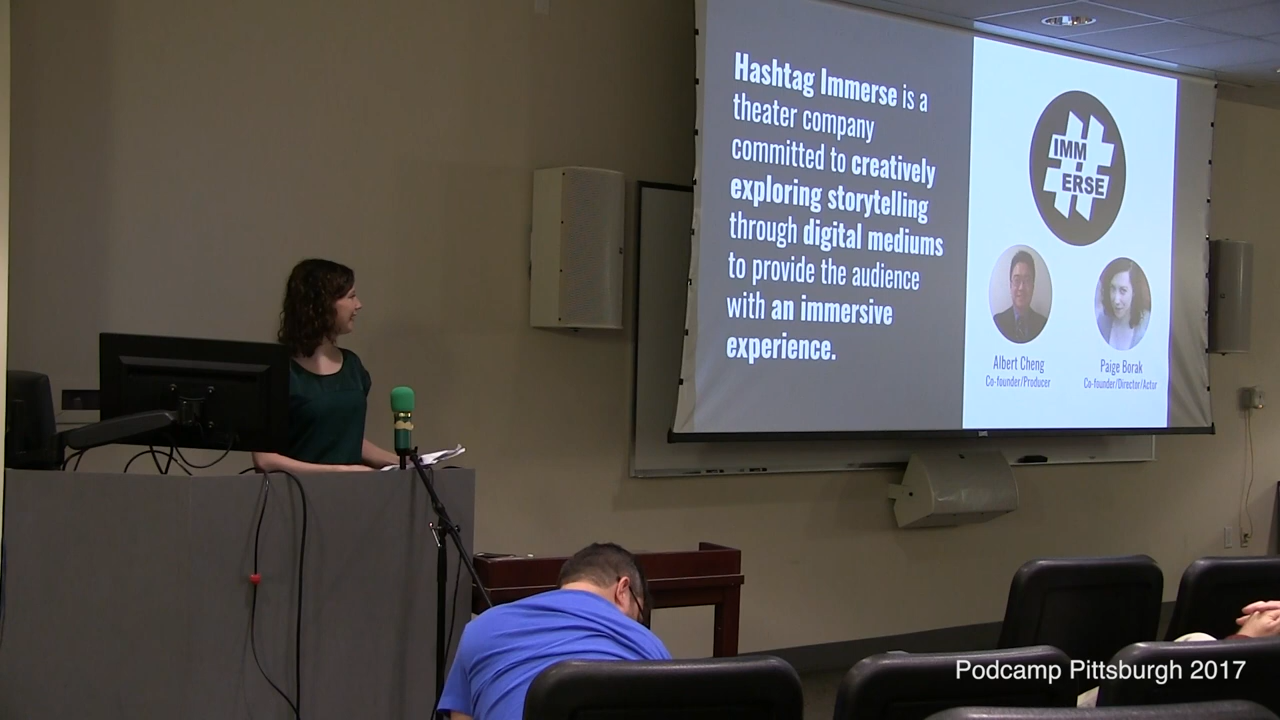 Hashtag Immerse is a
theater company
committed to creatively
exploring storytelling
through digital mediums
to provide the audience
with an immersive
experience.
IMM
ERSE
Albert Cheng
Co-founder/Producer
Paige Borak
Co-founder/Director/Actor
Podcamp Pittsburgh 2017